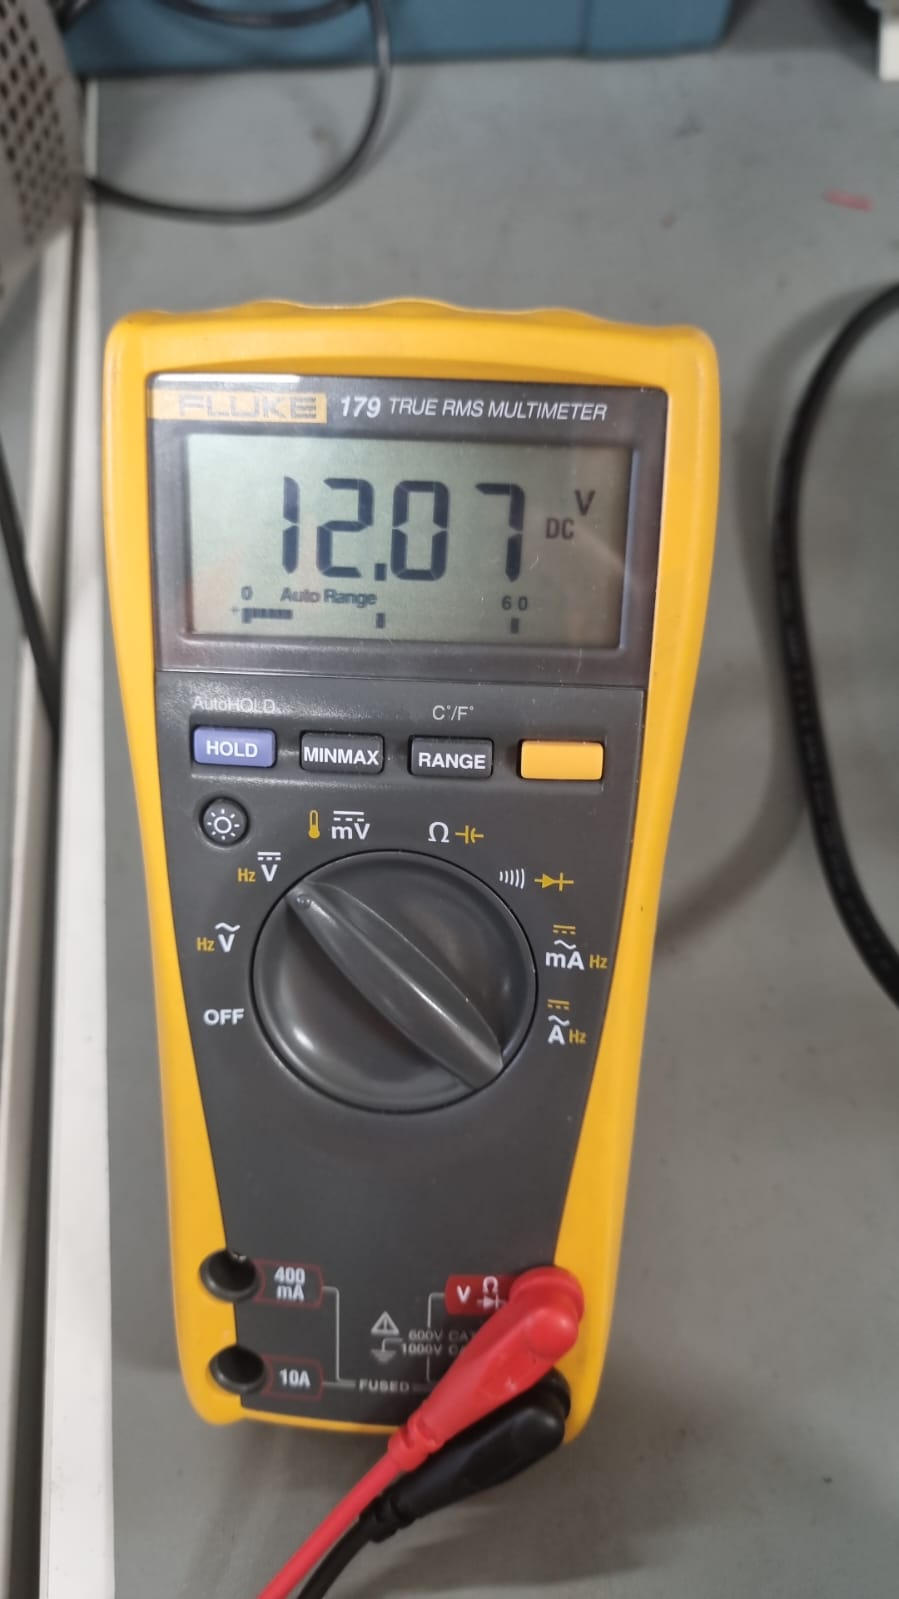 FLUKE 179 TRUE RMS MULTIMETER
12.07 V DC
0 Auto Range 60
AutoHOLD C°/F°
HOLD MINMAX RANGE
mV Ω
Hz V
Hz V mA Hz
OFF A Hz
400 mA V Ω
600V
1000V
10A FUSED